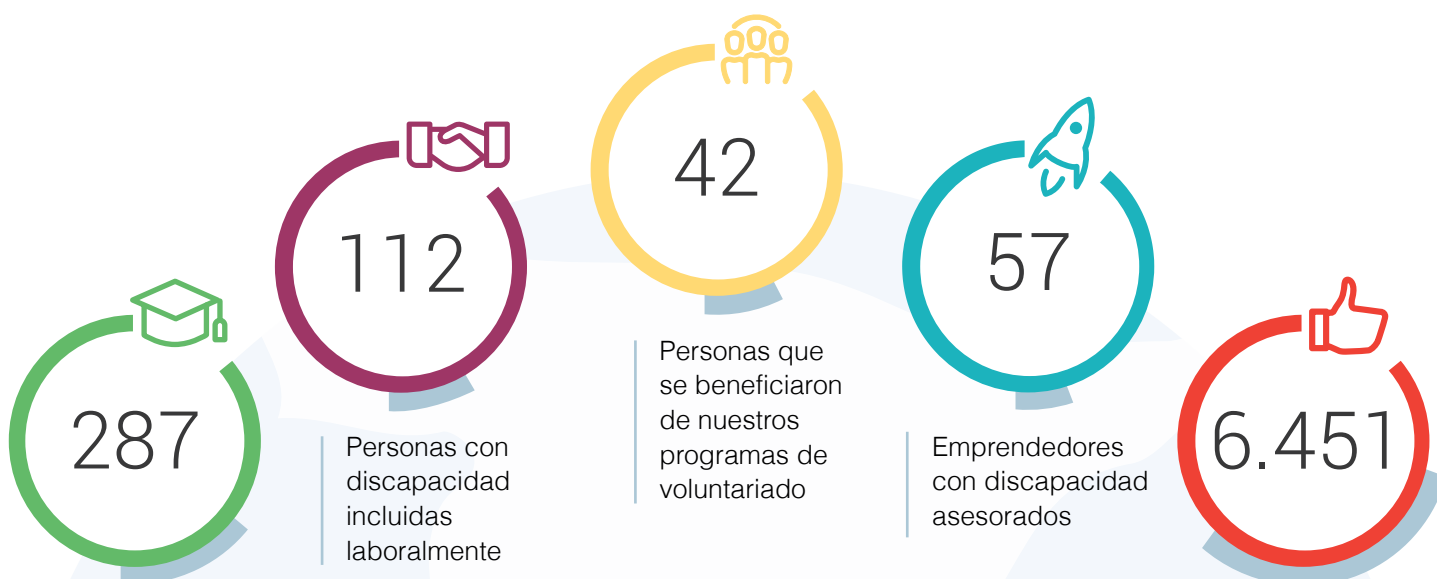 287
112
Personas con
discapacidad
incluidas
laboralmente
42
Personas que
se beneficiaron
de nuestros
programas de
voluntariado
57
Emprendedores
con discapacidad
asesorados
6.451